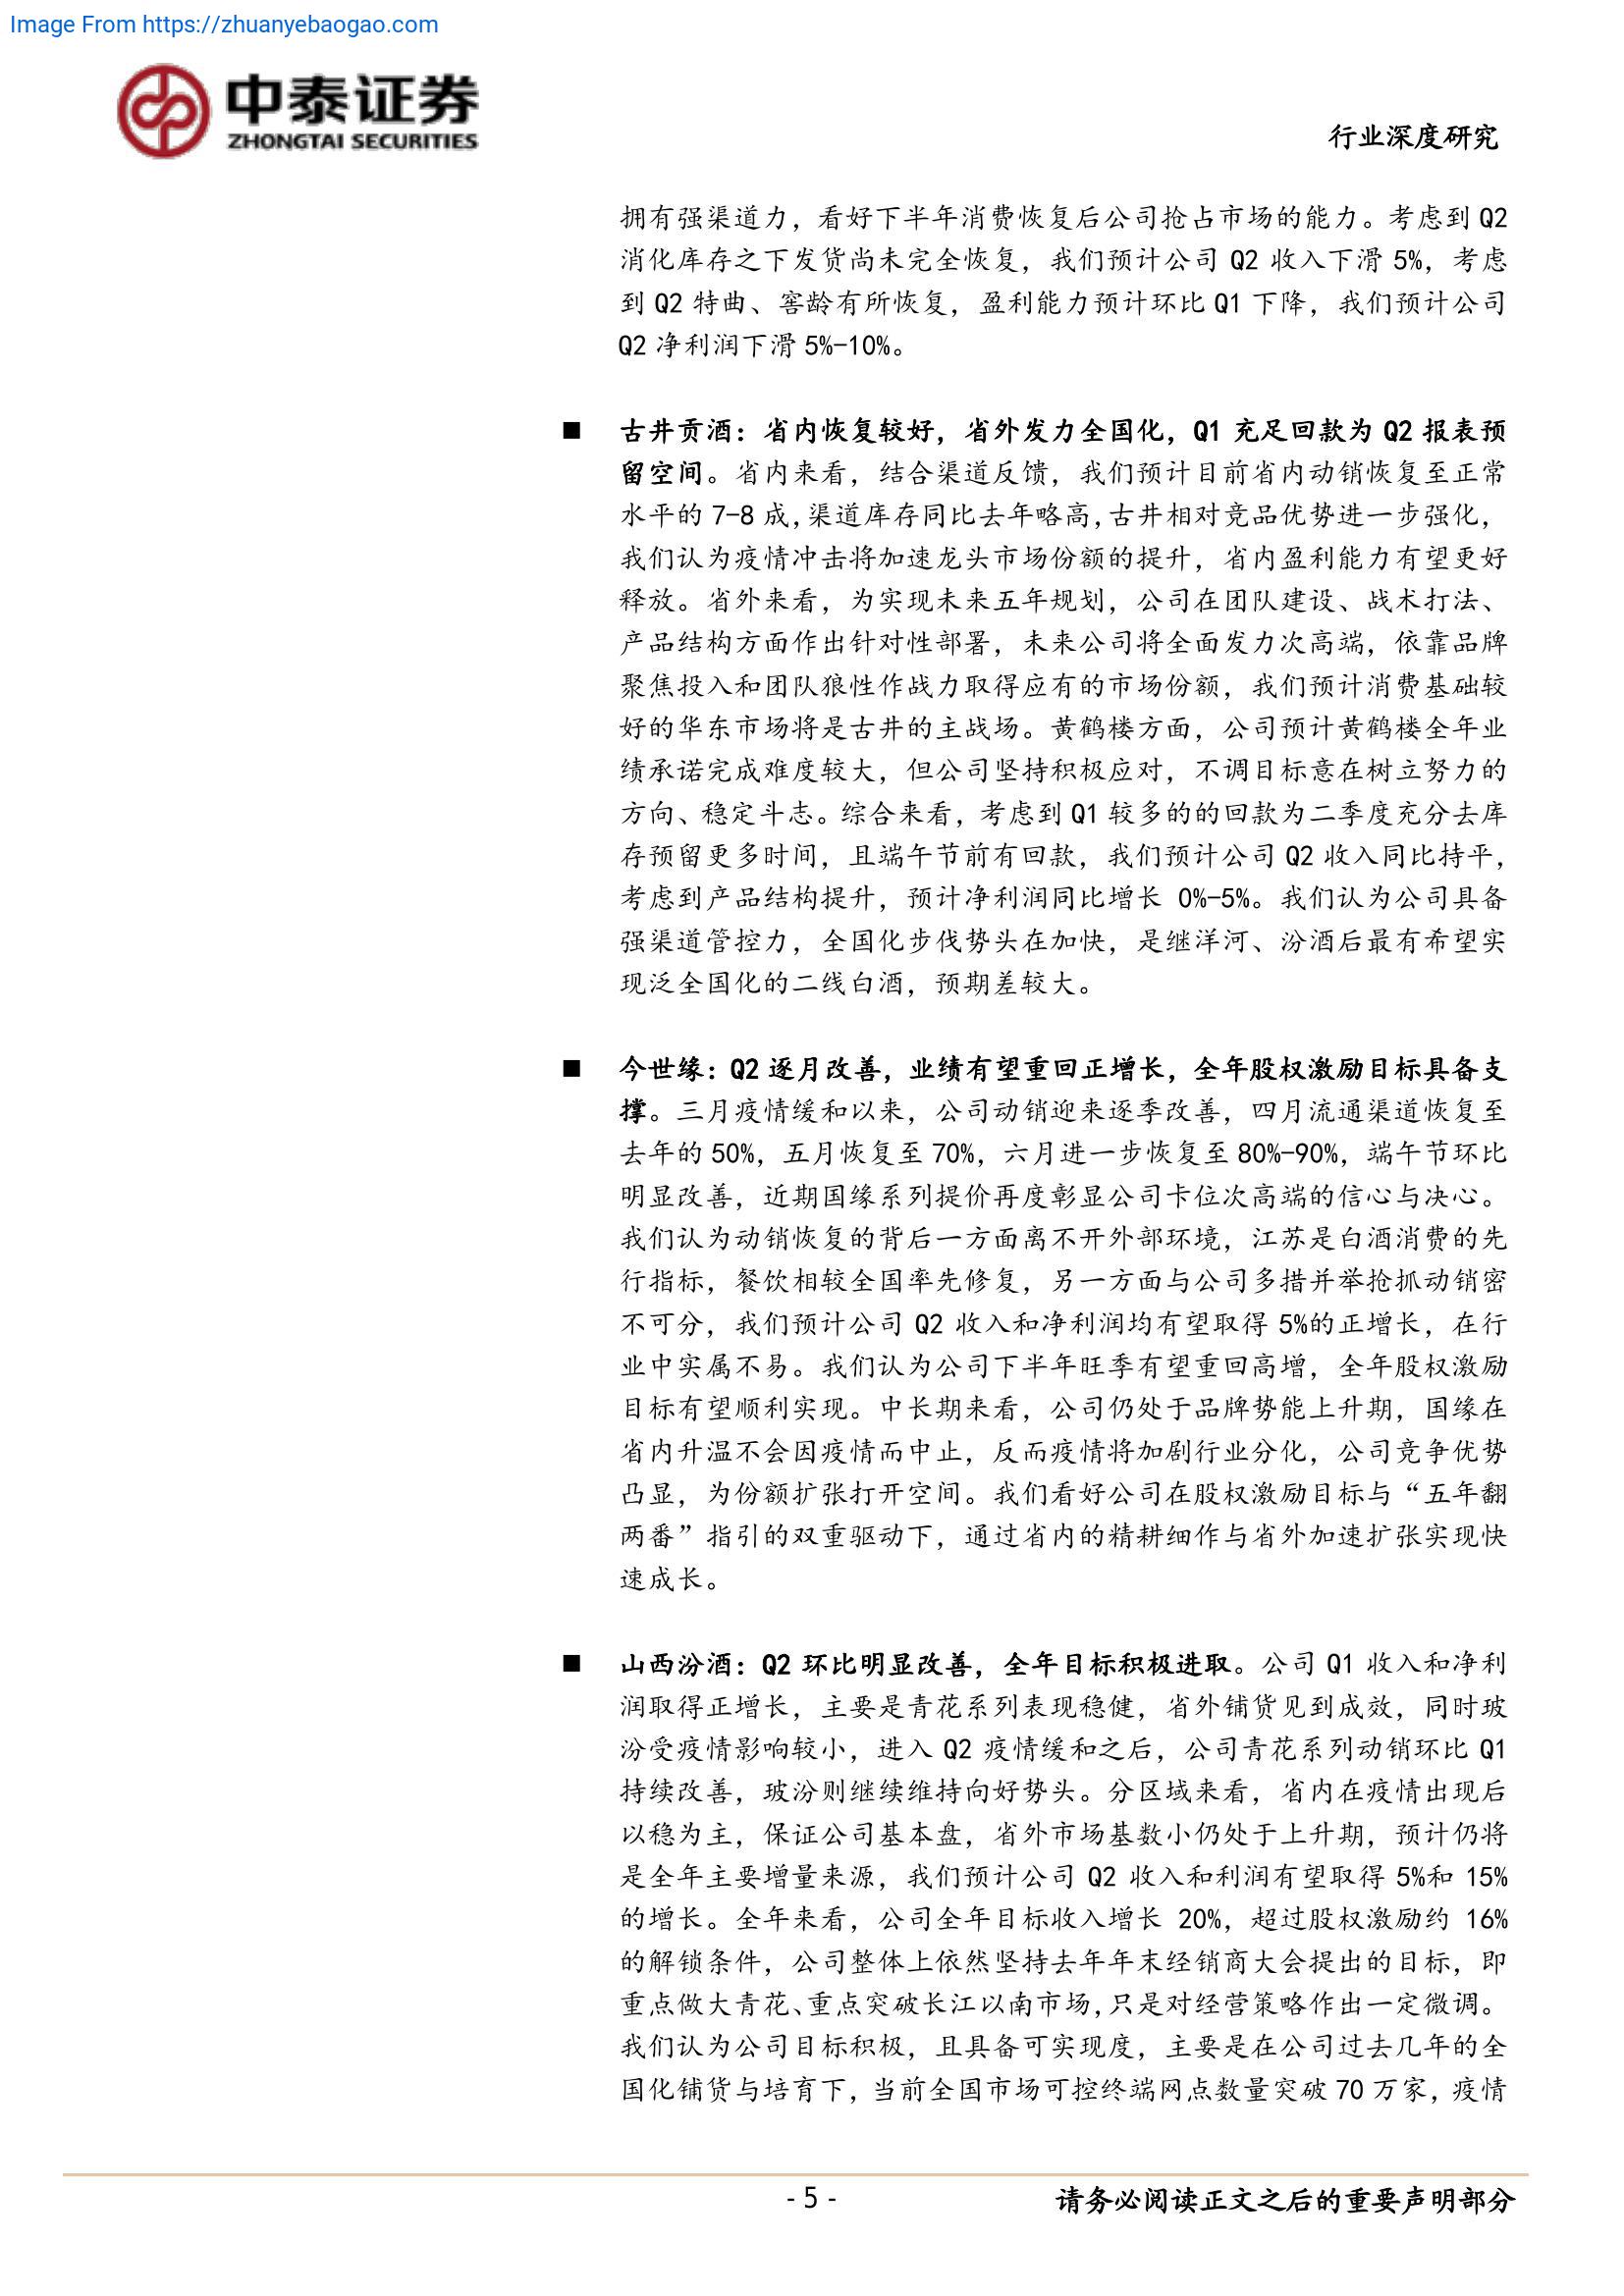 Image From https://zhuanyebaogao.com
中泰证券
ZHONGTAI SECURITIES
行业深度研究
拥有强渠道力，看好下半年消费恢复后公司抢占市场的能力。考虑到 Q2
消化库存之下发货尚未完全恢复，我们预计公司 Q2 收入下滑 5%，考虑
到 Q2 特曲、窖龄有所恢复，盈利能力预计环比 Q1 下降，我们预计公司
Q2 净利润下滑 5%-10%。
■ 古井贡酒：省内恢复较好，省外发力全国化，Q1 充足回款为 Q2 报表预
留空间。省内来看，结合渠道反馈，我们预计目前省内动销恢复至正常
水平的 7-8 成，渠道库存同比去年略高，古井相对竞品优势进一步强化，
我们认为疫情冲击将加速龙头市场份额的提升，省内盈利能力有望更好
释放。省外来看，为实现未来五年规划，公司在团队建设、战术打法、
产品结构方面作出针对性部署，未来公司将全面发力次高端，依靠品牌
聚焦投入和团队狼性作战力取得应有的市场份额，我们预计消费基础较
好的华东市场将是古井的主战场。黄鹤楼方面，公司预计黄鹤楼全年业
绩承诺完成难度较大，但公司坚持积极应对，不调目标意在树立努力的
方向、稳定斗志。综合来看，考虑到 Q1 较多的的回款为二季度充分去库
存预留更多时间，且端午节前有回款，我们预计公司 Q2 收入同比持平，
考虑到产品结构提升，预计净利润同比增长 0%-5%。我们认为公司具备
强渠道管控力，全国化步伐势头在加快，是继洋河、汾酒后最有希望实
现泛全国化的二线白酒，预期差较大。
■ 今世缘：Q2 逐月改善，业绩有望重回正增长，全年股权激励目标具备支
撑。三月疫情缓和以来，公司动销迎来逐季改善，四月流通渠道恢复至
去年的 50%，五月恢复至 70%，六月进一步恢复至 80%-90%，端午节环比
明显改善，近期国缘系列提价再度彰显公司卡位次高端的信心与决心。
我们认为动销恢复的背后一方面离不开外部环境，江苏是白酒消费的先
行指标，餐饮相较全国率先修复，另一方面与公司多措并举抢抓动销密
不可分，我们预计公司 Q2 收入和净利润均有望取得 5%的正增长，在行
业中实属不易。我们认为公司下半年旺季有望重回高增，全年股权激励
目标有望顺利实现。中长期来看，公司仍处于品牌势能上升期，国缘在
省内升温不会因疫情而中止，反而疫情将加剧行业分化，公司竞争优势
凸显，为份额扩张打开空间。我们看好公司在股权激励目标与“五年翻
两番”指引的双重驱动下，通过省内的精耕细作与省外加速扩张实现快
速成长。
■ 山西汾酒：Q2 环比明显改善，全年目标积极进取。公司 Q1 收入和净利
润取得正增长，主要是青花系列表现稳健，省外铺货见到成效，同时玻
汾受疫情影响较小，进入 Q2 疫情缓和之后，公司青花系列动销环比 Q1
持续改善，玻汾则继续维持向好势头。分区域来看，省内在疫情出现后
以稳为主，保证公司基本盘，省外市场基数小仍处于上升期，预计仍将
是全年主要增量来源，我们预计公司 Q2 收入和利润有望取得 5%和 15%
的增长。全年来看，公司全年目标收入增长 20%，超过股权激励约 16%
的解锁条件，公司整体上依然坚持去年年末经销商大会提出的目标，即
重点做大青花、重点突破长江以南市场，只是对经营策略作出一定微调。
我们认为公司目标积极，且具备可实现度，主要是在公司过去几年的全
国化铺货与培育下，当前全国市场可控终端网点数量突破 70 万家，疫情
- 5 -
请务必阅读正文之后的重要声明部分